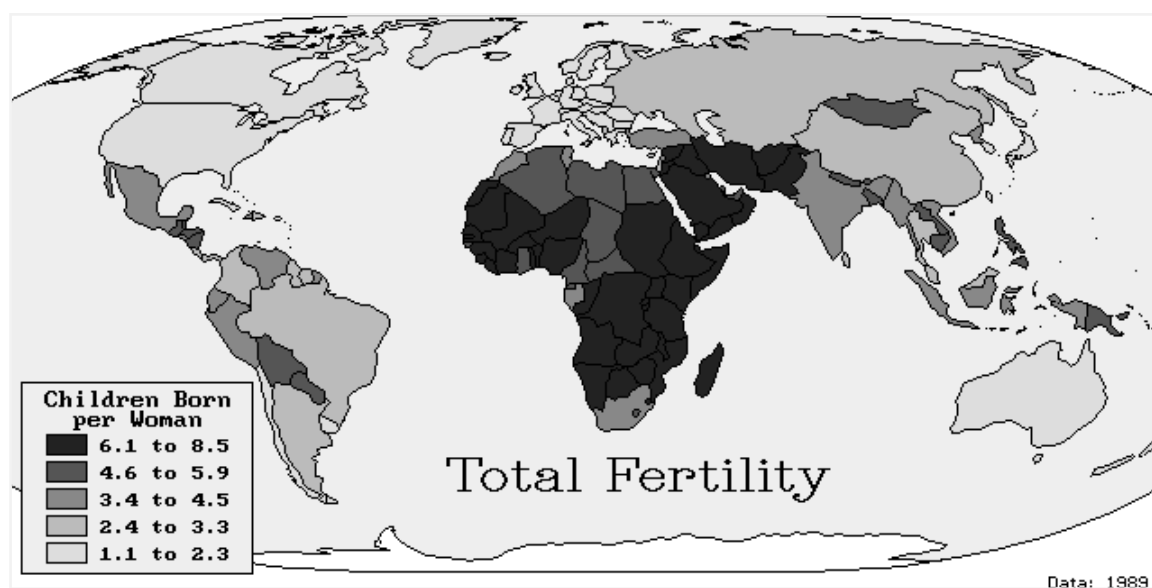 Children Born
per Woman
6.1 to 8.5
4.6 to 5.9
3.4 to 4.5
2.4 to 3.3
1.1 to 2.3
Total Fertility
Data: 1989